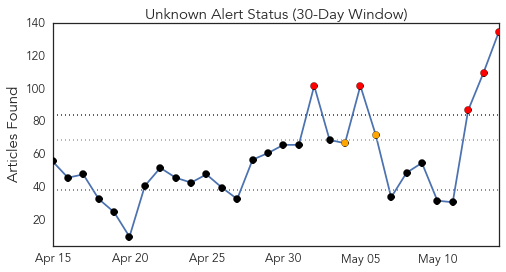 Unknown Alert Status (30-Day Window)
140
120
100
80
60
40
20
Articles Found
Apr 15
Apr 20
Apr 25
Apr 30
May 05
May 10